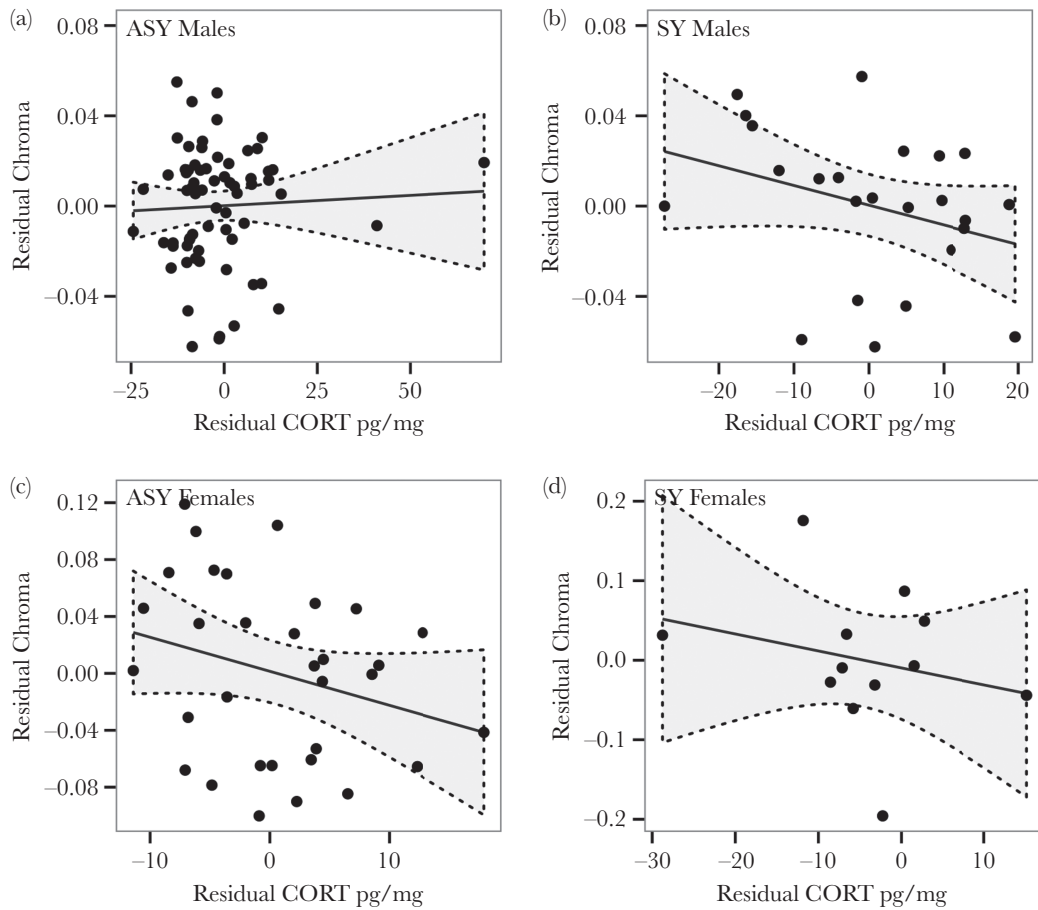 (a)
ASY Males
0.08
0.04
0.00
–0.04
Residual Chroma
–25
0
25
50
Residual CORT pg/mg
(b)
SY Males
0.08
0.04
0.00
–0.04
Residual Chroma
–20
–10
0
10
20
Residual CORT pg/mg
(c)
ASY Females
0.12
0.08
0.04
0.00
–0.04
–0.08
Residual Chroma
–10
0
10
Residual CORT pg/mg
(d)
SY Females
0.2
0.1
0.0
–0.1
–0.2
Residual Chroma
–30
–20
–10
0
10
Residual CORT pg/mg